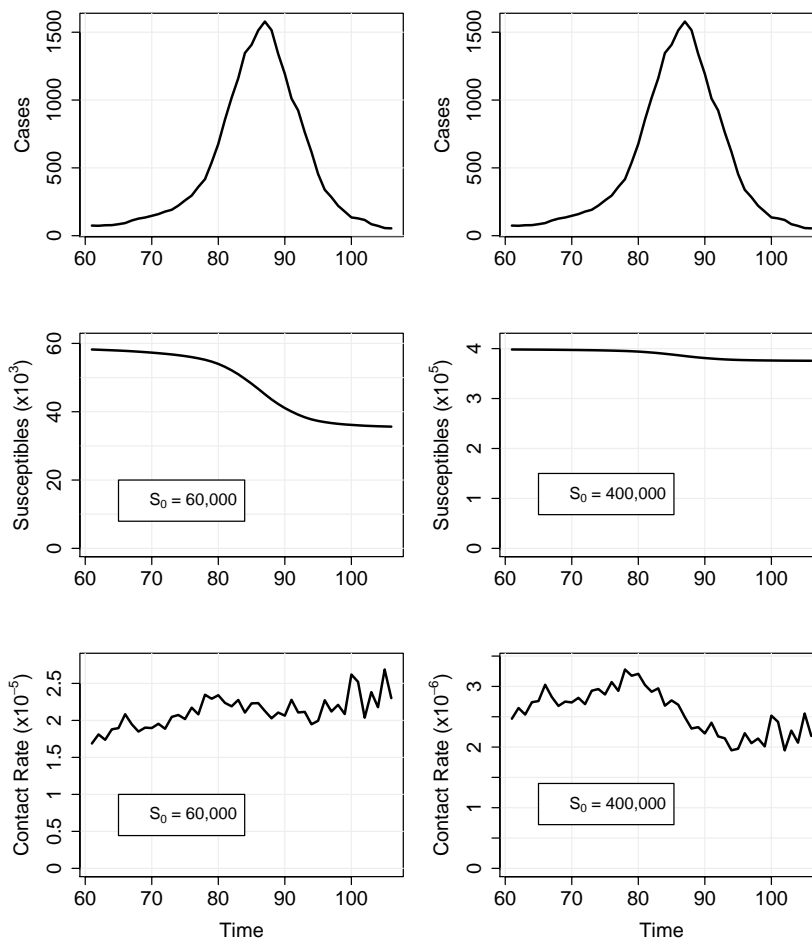 Cases
0 500 1000 1500
60 70 80 90 100
Cases
0 500 1000 1500
60 70 80 90 100
Susceptibles (x10³)
0 20 40 60
S₀ = 60,000
60 70 80 90 100
Susceptibles (x10⁵)
0 1 2 3 4
S₀ = 400,000
60 70 80 90 100
Contact Rate (x10⁻⁵)
0 0.5 1 1.5 2 2.5
S₀ = 60,000
60 70 80 90 100
Time
Contact Rate (x10⁻⁶)
0 1 2 3
S₀ = 400,000
60 70 80 90 100
Time